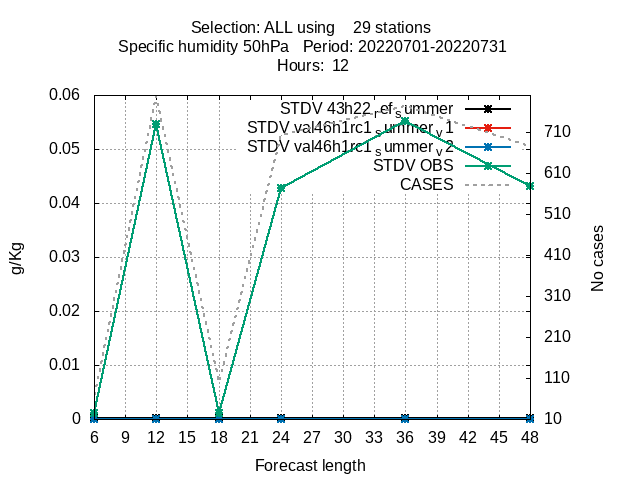 Selection: ALL using 29 stations
Specific humidity 50hPa Period: 20220701-20220731
Hours: 12
STDV 43h22_ref_summer
STDV val46h1rc1_summer_v1
STDV val46h1rc1_summer_v2
STDV OBS
CASES
g/Kg
0.06
0.05
0.04
0.03
0.02
0.01
0
No cases
710
610
510
410
310
210
110
10
6 9 12 15 18 21 24 27 30 33 36 39 42 45 48
Forecast length